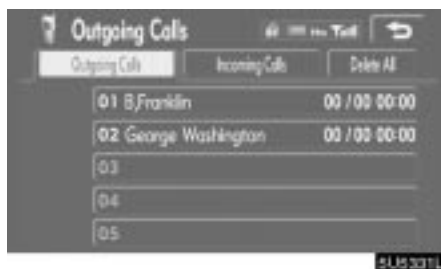 Outgoing Calls
Outgoing Calls Incoming Calls Delete All
01 B,Franklin 00 / 00 00:00
02 George Washington 00 / 00 00:00
03
04
05
5U5331L